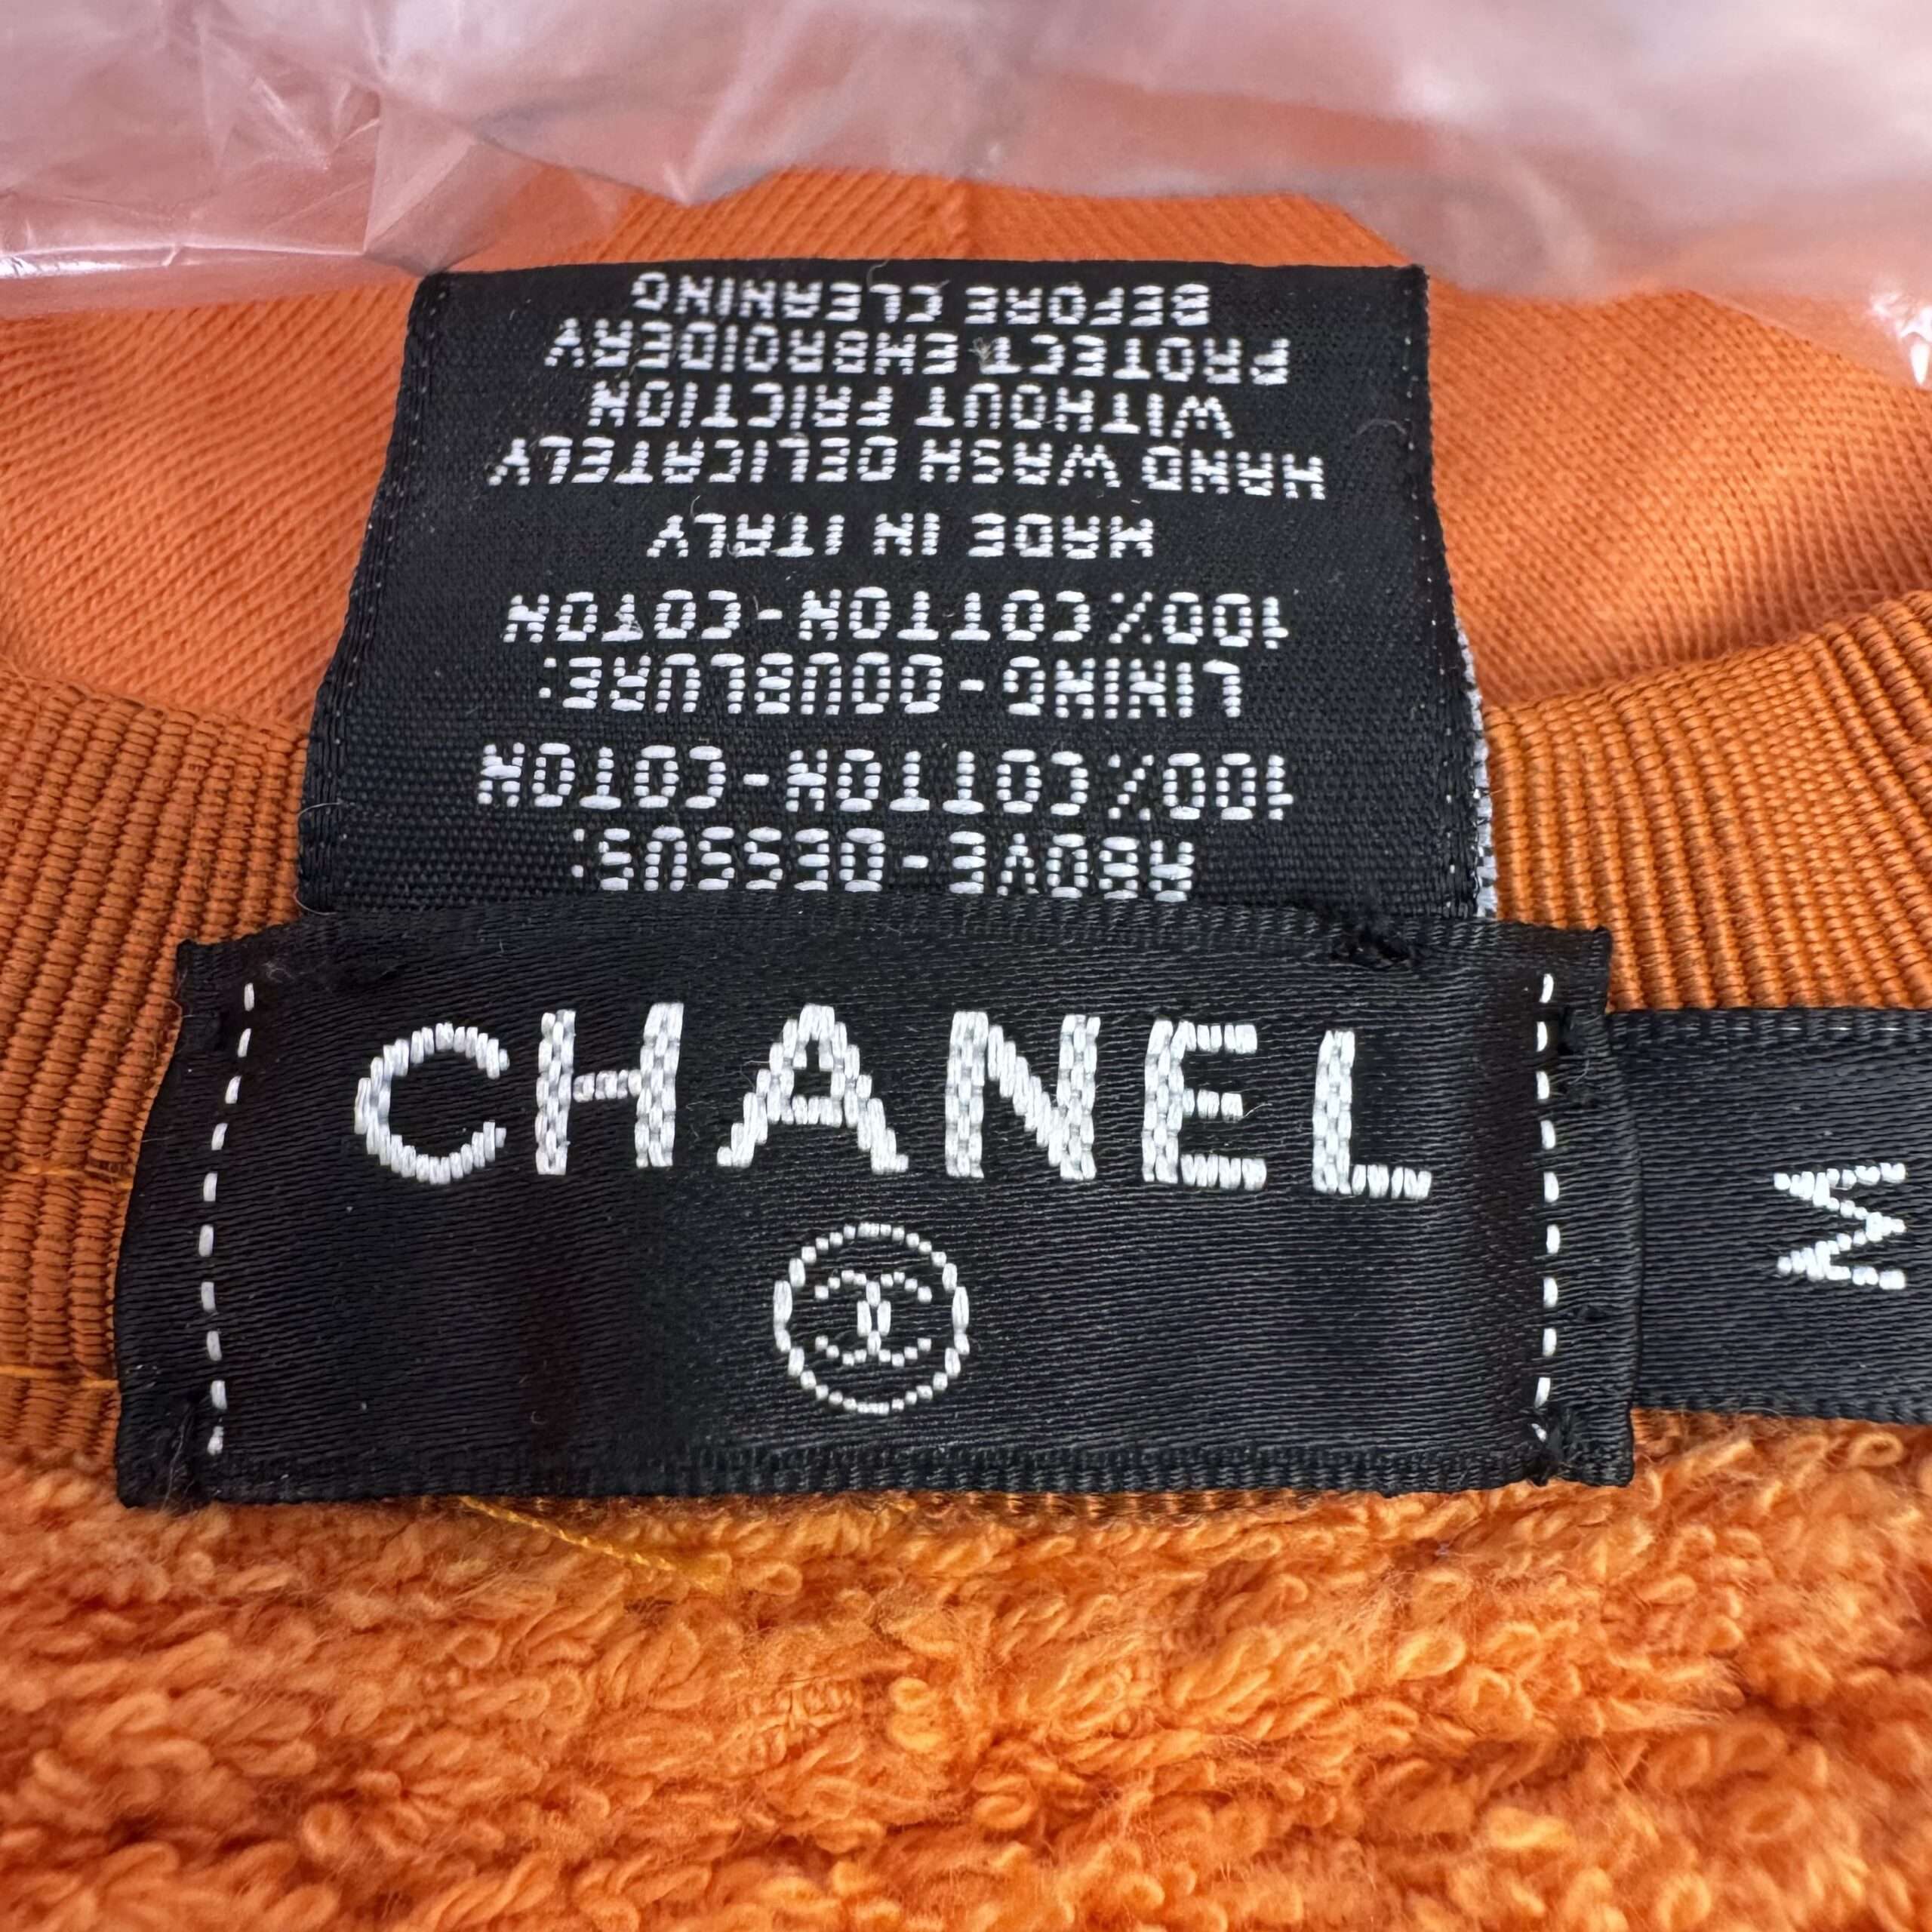 CHANEL
M
ABOVE-DESSUS:
100%COTTON-COTON
LINING-DOUBLURE:
100%COTTON-COTON
MADE IN ITALY
HAND WASH DELICATELY
WITHOUT FRICTION
PROTECT EMBROIDERY
BEFORE CLEANING